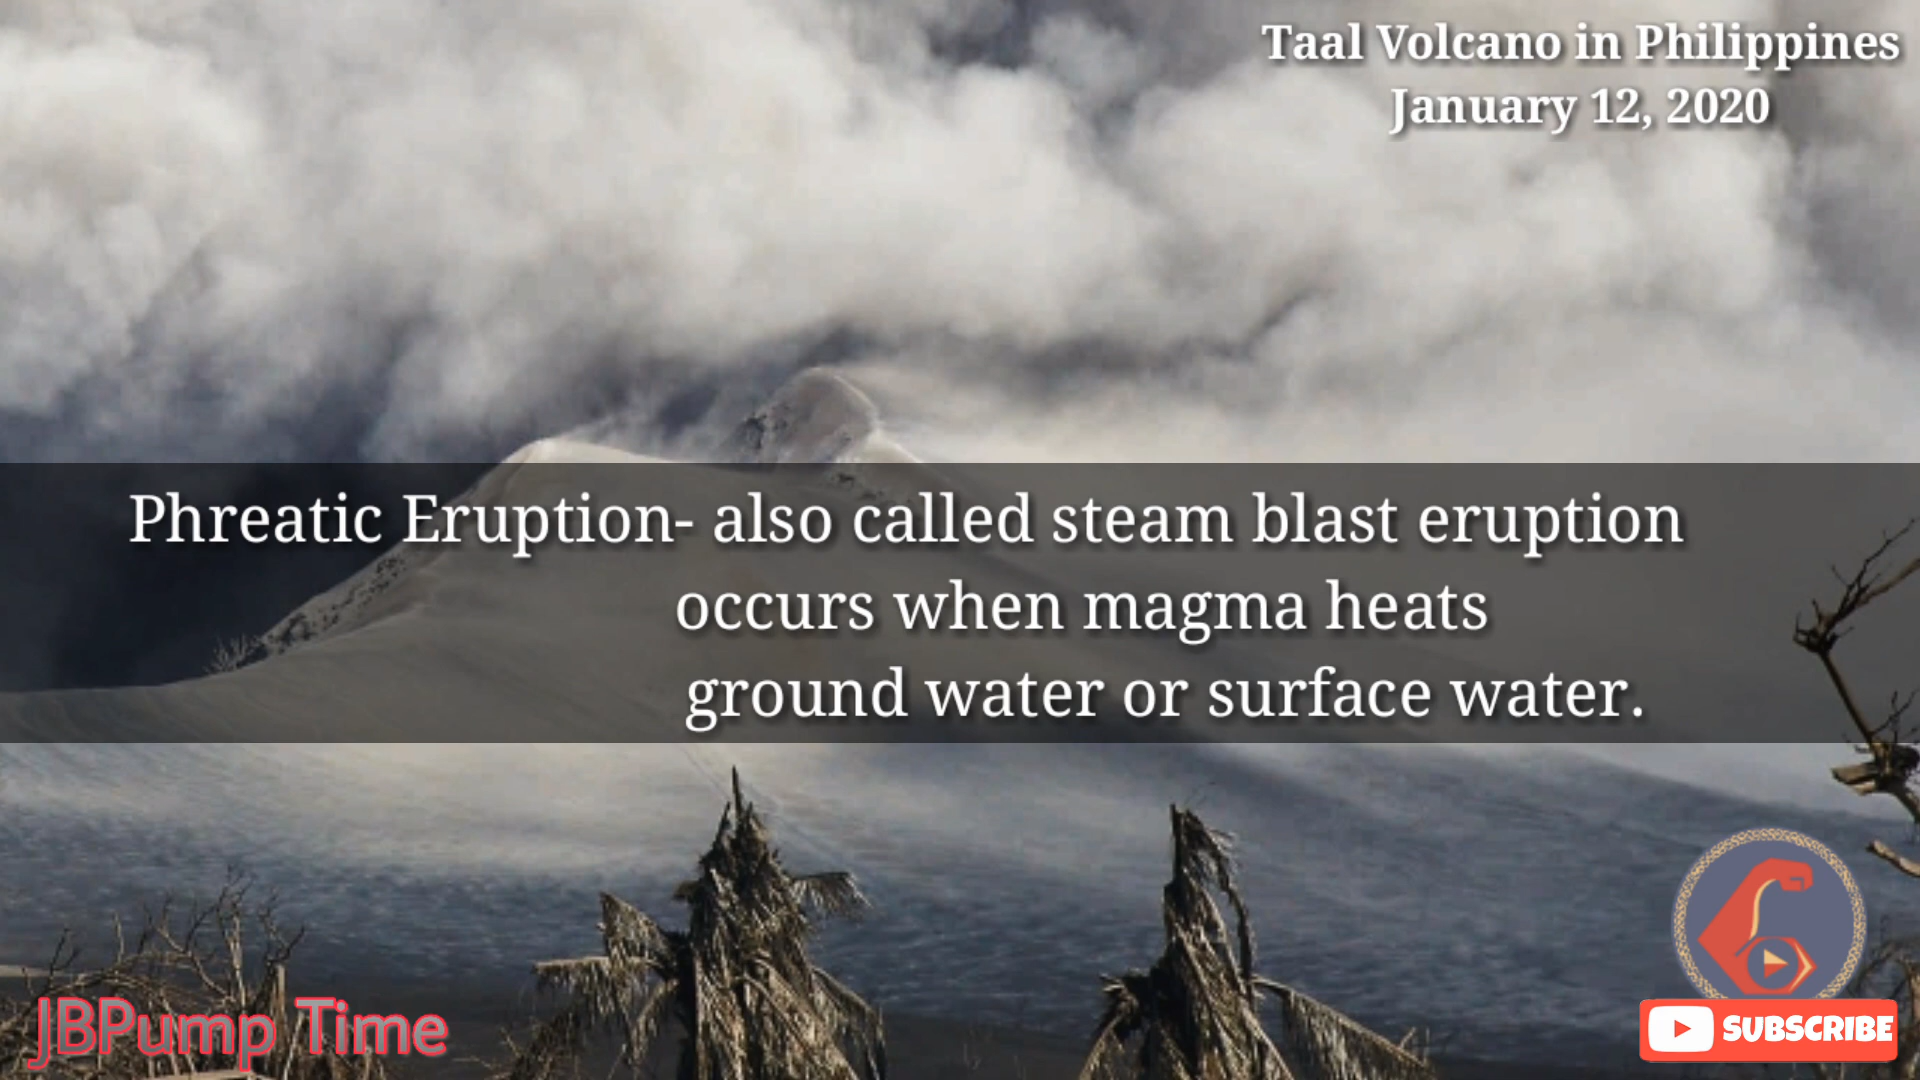 Taal Volcano in Philippines
January 12, 2020
Phreatic Eruption- also called steam blast eruption
occurs when magma heats
ground water or surface water.
JBPump Time
SUBSCRIBE